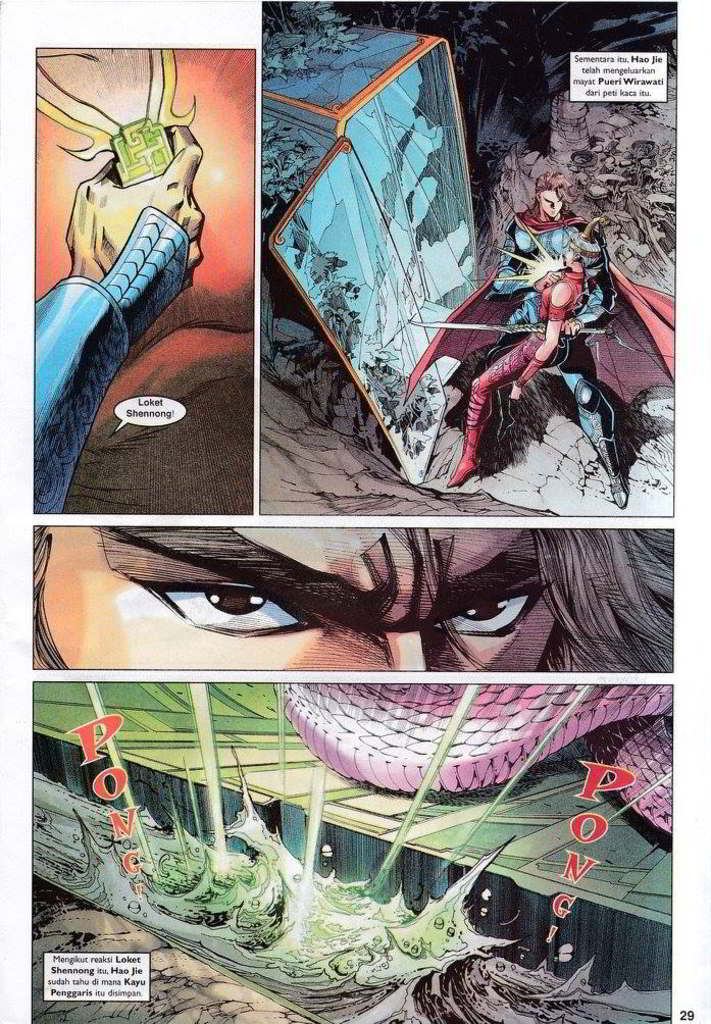 Loket
Shennong!
Sementara itu, Hao Jie
telah mengeluarkan
mayat Pueri Wirawati
dari peti kaca itu.
PONG!
PONG!
Mengikut reaksi Loket
Shennong itu, Hao Jie
sudah tahu di mana Kayu
Penggaris itu disimpan.
29